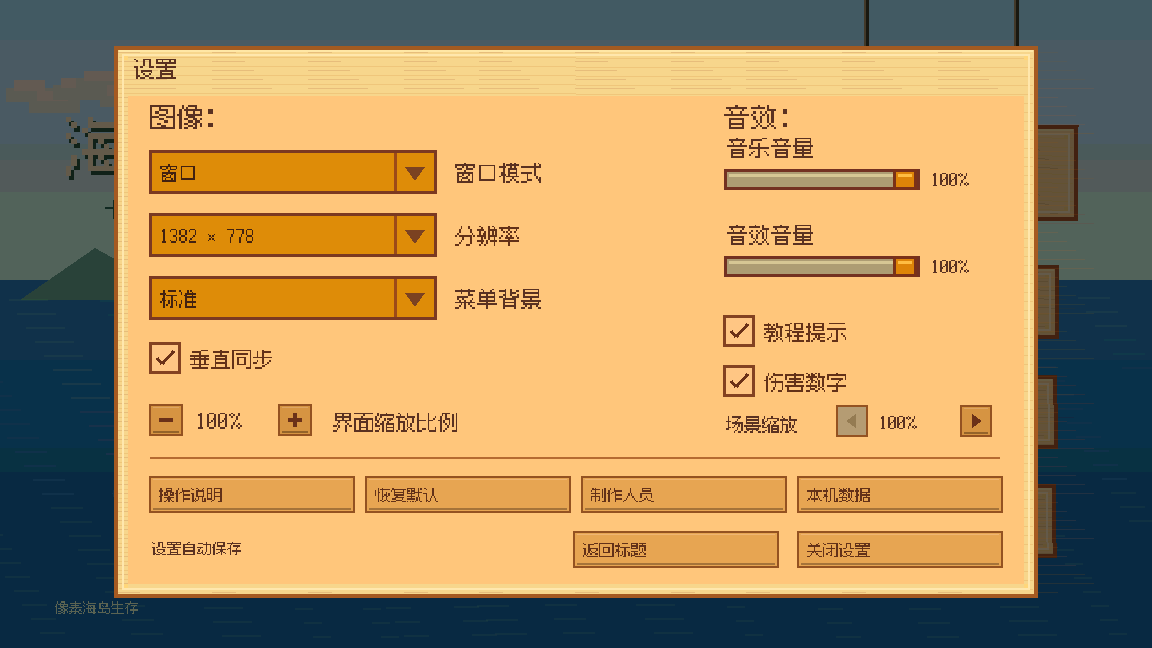 设置
图像：
窗口
窗口模式
1382 × 778
分辨率
标准
菜单背景
垂直同步
100%
界面缩放比例
音效：
音乐音量
100%
音效音量
100%
教程提示
伤害数字
场景缩放
100%
操作说明
恢复默认
制作人员
本机数据
设置自动保存
返回标题
关闭设置
像素海岛生存